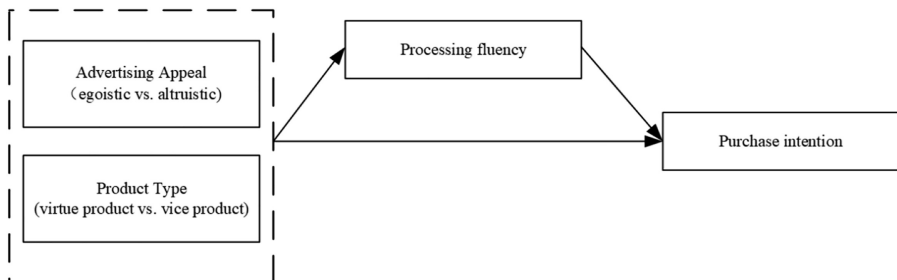 Advertising Appeal
（egoistic vs. altruistic)
Product Type
(virtue product vs. vice product)
Processing fluency
Purchase intention